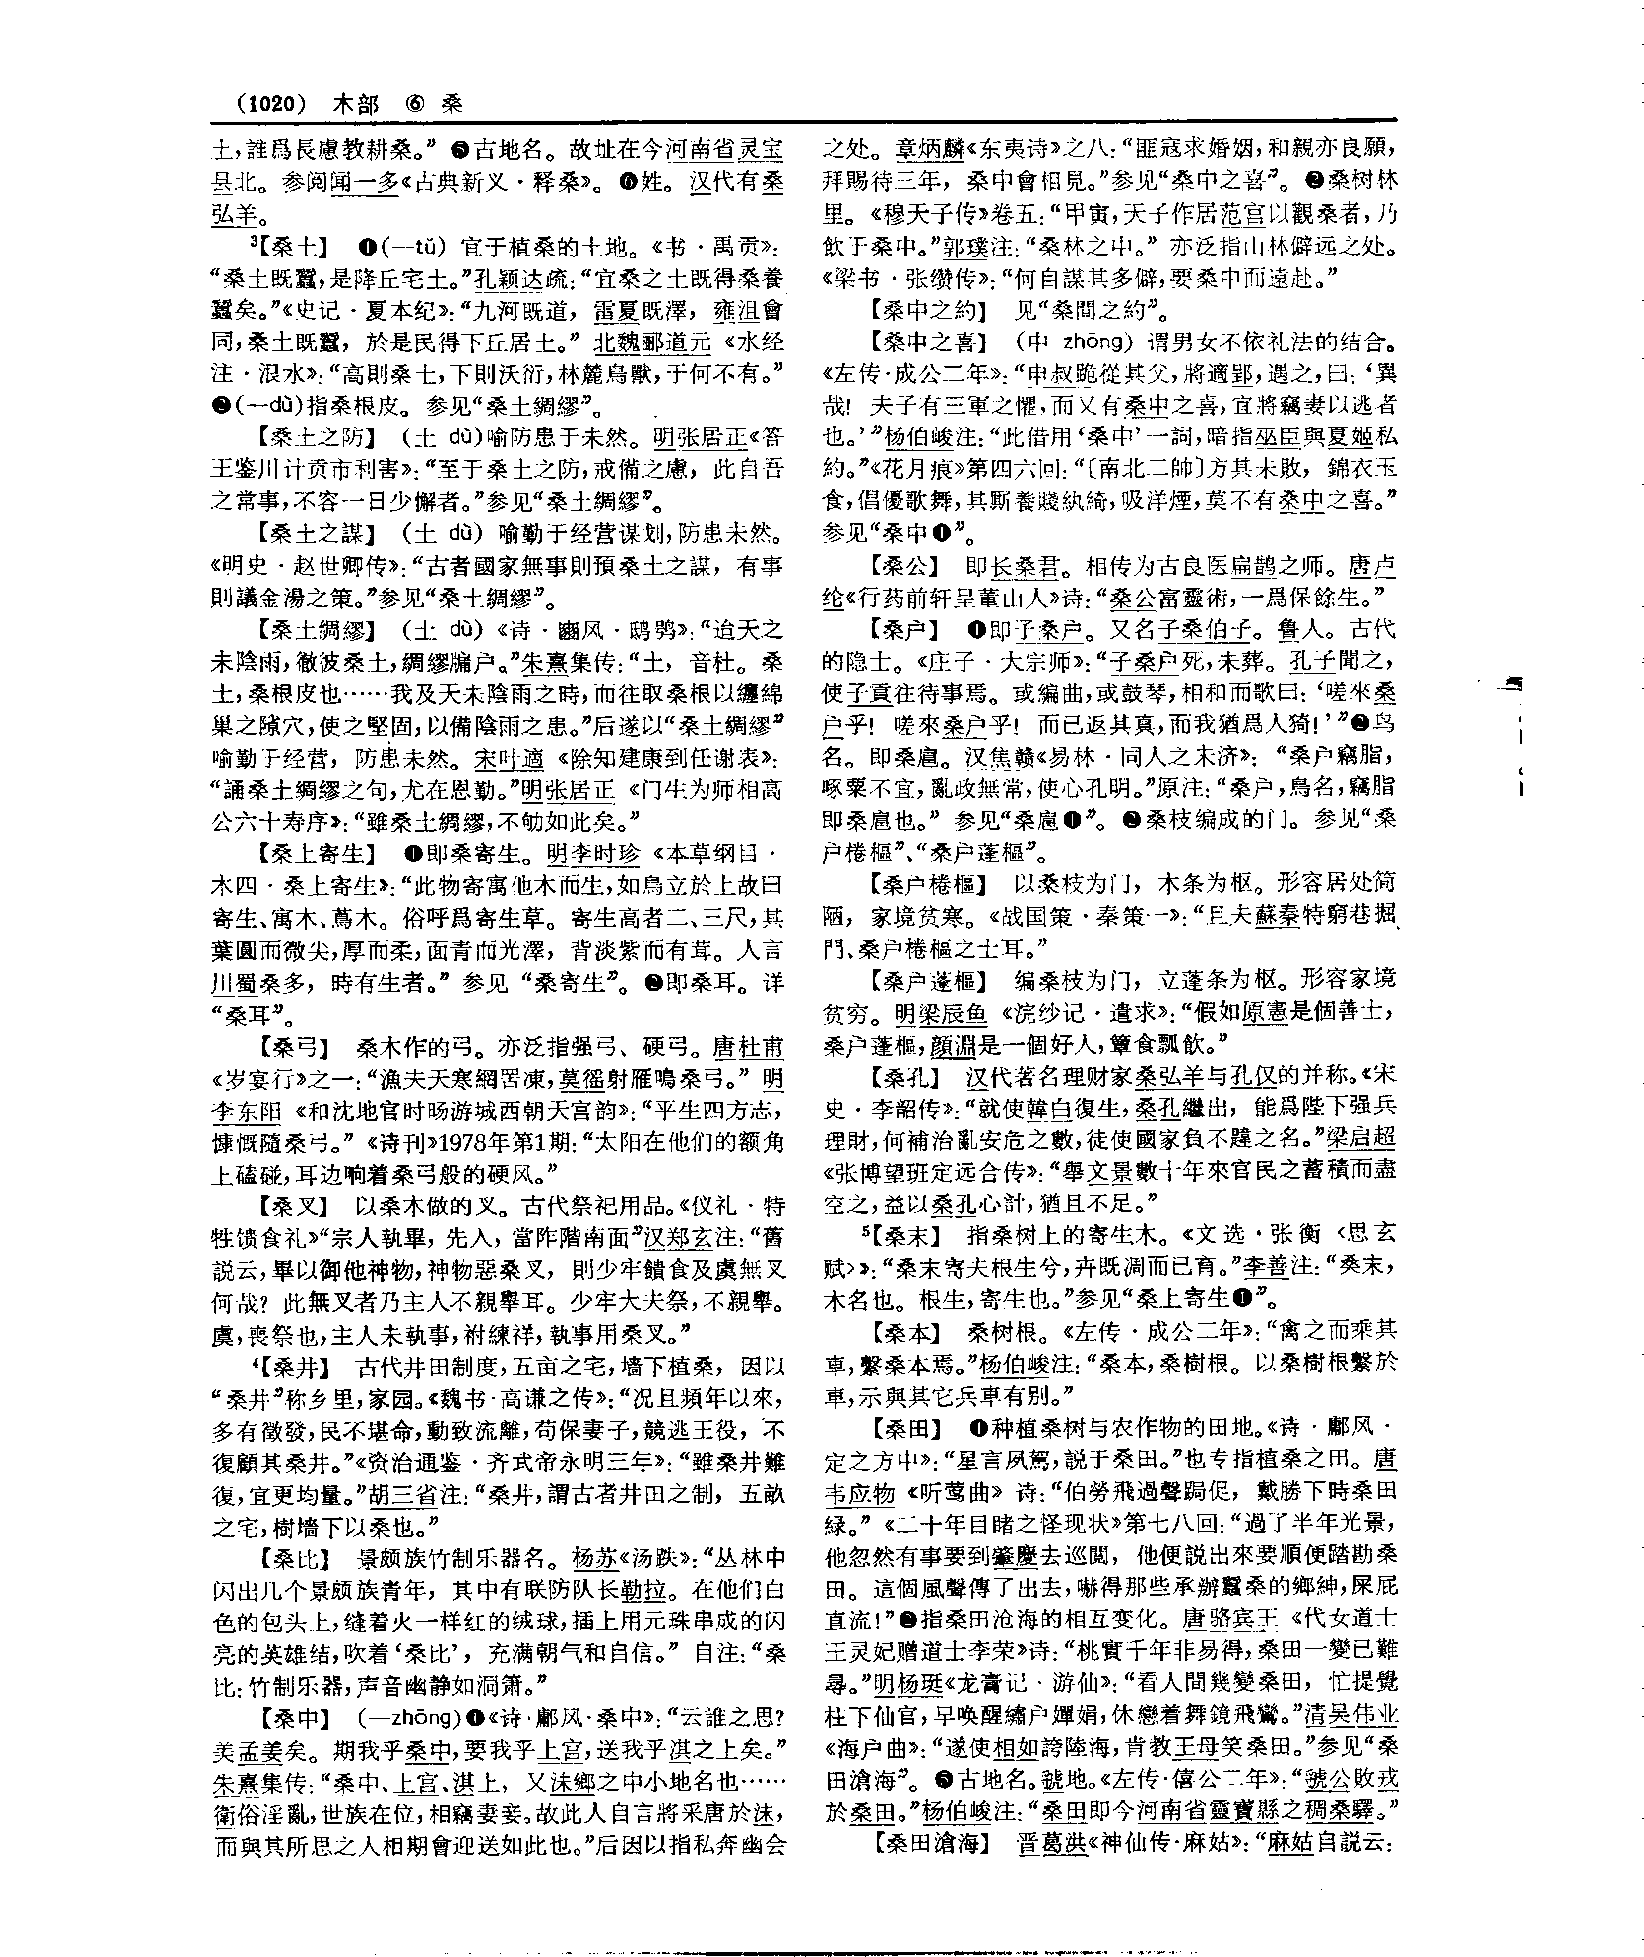 (1020) 木部 ⑥ 桑
土,誰爲長慮教耕桑。”❺古地名。故址在今河南省灵宝
县北。参阅闻一多《古典新义·释桑》。❻姓。汉代有桑
弘羊。
³【桑土】 ❶(—tǔ) 宜于植桑的土地。《书·禹贡》:
“桑土既蠶,是降丘宅土。”孔颖达疏:“宜桑之土既得桑養
蠶矣。”《史记·夏本纪》:“九河既道,雷夏既澤,雍沮會
同,桑土既蠶,於是民得下丘居土。”北魏郦道元《水经
注·泿水》:“高則桑土,下則沃衍,林麓鳥獸,于何不有。”
❷(—dù)指桑根皮。参见“桑土綢繆”。
【桑土之防】 (土 dù)喻防患于未然。明张居正《答
王鉴川计贡市利害》:“至于桑土之防,戒備之慮,此自吾
之常事,不容一日少懈者。”参见“桑土綢繆”。
【桑土之謀】 (土 dù) 喻勤于经营谋划,防患未然。
《明史·赵世卿传》:“古者國家無事則預桑土之謀,有事
則議金湯之策。”参见“桑土綢繆”。
【桑土綢繆】 (土 dù)《诗·豳风·鸱鸮》:“迨天之
未陰雨,徹彼桑土,綢繆牖户。”朱熹集传:“土,音杜。桑
土,桑根皮也……我及天未陰雨之時,而往取桑根以纏綿
巢之隙穴,使之堅固,以備陰雨之患。”后遂以“桑土綢繆”
喻勤于经营,防患未然。宋叶適《除知建康到任谢表》:
“誦桑土綢繆之句,尤在恩勤。”明张居正《门生为师相高
公六十寿序》:“雖桑土綢繆,不劬如此矣。”
【桑上寄生】 ❶即桑寄生。明李时珍《本草纲目·
木四·桑上寄生》:“此物寄寓他木而生,如鳥立於上故曰
寄生、寓木、蔦木。俗呼爲寄生草。寄生高者二、三尺,其
葉圓而微尖,厚而柔,面青而光澤,背淡紫而有茸。人言
川蜀桑多,時有生者。”参见“桑寄生”。❷即桑耳。详
“桑耳”。
【桑弓】 桑木作的弓。亦泛指强弓、硬弓。唐杜甫
《岁宴行》之一:“漁夫天寒網罟凍,莫徭射雁鳴桑弓。”明
李东阳《和沈地官时旸游城西朝天宫韵》:“平生四方志,
慷慨隨桑弓。”《诗刊》1978年第1期:“太阳在他们的额角
上磕碰,耳边响着桑弓般的硬风。”
【桑叉】 以桑木做的叉。古代祭祀用品。《仪礼·特
牲馈食礼》“宗人執畢,先入,當阼階南面”汉郑玄注:“舊
説云,畢以御他神物,神物惡桑叉,則少牢饋食及虞無叉
何哉?此無叉者乃主人不親舉耳。少牢大夫祭,不親舉。
虞,喪祭也,主人未執事,祔練祥,執事用桑叉。”
⁴【桑井】 古代井田制度,五亩之宅,墙下植桑,因以
“桑井”称乡里,家园。《魏书·高谦之传》:“况且頻年以來,
多有徵發,民不堪命,動致流離,苟保妻子,競逃王役,不
復顧其桑井。”《资治通鉴·齐武帝永明三年》:“雖桑井難
復,宜更均量。”胡三省注:“桑井,謂古者井田之制,五畝
之宅,樹墻下以桑也。”
【桑比】 景颇族竹制乐器名。杨苏《汤跌》:“丛林中
闪出几个景颇族青年,其中有联防队长勒拉。在他们白
色的包头上,缝着火一样红的绒球,插上用元珠串成的闪
亮的英雄结,吹着‘桑比’,充满朝气和自信。”自注:“桑
比:竹制乐器,声音幽静如洞箫。”
【桑中】 (—zhōng)❶《诗·鄘风·桑中》:“云誰之思?
美孟姜矣。期我乎桑中,要我乎上宫,送我乎淇之上矣。”
朱熹集传:“桑中、上宫、淇上,又沬鄉之中小地名也……
衞俗淫亂,世族在位,相竊妻妾。故此人自言將采唐於沬,
而與其所思之人相期會迎送如此也。”后因以指私奔幽会
之处。章炳麟《东夷诗》之八:“匪寇求婚姻,和親亦良願,
拜賜待三年,桑中會相見。”参见“桑中之喜”。❷桑树林
里。《穆天子传》卷五:“甲寅,天子作居范宫以觀桑者,乃
飲于桑中。”郭璞注:“桑林之中。”亦泛指山林僻远之处。
《梁书·张缵传》:“何自謀其多僻,要桑中而遠赴。”
【桑中之約】 见“桑間之約”。
【桑中之喜】 (中 zhōng) 谓男女不依礼法的结合。
《左传·成公二年》:“申叔跪從其父,將適郢,遇之,曰:‘異
哉!夫子有三軍之懼,而又有桑中之喜,宜將竊妻以逃者
也。’”杨伯峻注:“此借用‘桑中’一詞,暗指巫臣與夏姬私
約。”《花月痕》第四六回:“〔南北二帥〕方其未敗,錦衣玉
食,倡優歌舞,其厮養賤紈綺,吸洋煙,莫不有桑中之喜。”
参见“桑中❶”。
【桑公】 即长桑君。相传为古良医扁鹊之师。唐卢
纶《行药前轩呈董山人》诗:“桑公富靈術,一爲保餘生。”
【桑户】 ❶即子桑户。又名子桑伯子。鲁人。古代
的隐士。《庄子·大宗师》:“子桑户死,未葬。孔子聞之,
使子貢往待事焉。或編曲,或鼓琴,相和而歌曰:‘嗟來桑
户乎!嗟來桑户乎!而已返其真,而我猶爲人猗!’”❷鸟
名。即桑扈。汉焦赣《易林·同人之未济》:“桑户竊脂,
啄粟不宜,亂政無常,使心孔明。”原注:“桑户,鳥名,竊脂
即桑扈也。”参见“桑扈❶”。❸桑枝编成的门。参见“桑
户棬樞”、“桑户蓬樞”。
【桑户棬樞】 以桑枝为门,木条为枢。形容居处简
陋,家境贫寒。《战国策·秦策一》:“且夫蘇秦特窮巷掘
門、桑户棬樞之士耳。”
【桑户蓬樞】 编桑枝为门,立蓬条为枢。形容家境
贫穷。明梁辰鱼《浣纱记·遣求》:“假如原憲是個善士,
桑户蓬樞,顔淵是一個好人,簞食瓢飲。”
【桑孔】 汉代著名理财家桑弘羊与孔仅的并称。《宋
史·李韶传》:“就使韓白復生,桑孔繼出,能爲陛下强兵
理財,何補治亂安危之數,徒使國家負不韙之名。”梁启超
《张博望班定远合传》:“舉文景數十年來官民之蓄積而盡
空之,益以桑孔心計,猶且不足。”
⁵【桑末】 指桑树上的寄生木。《文选·张衡〈思玄
赋〉》:“桑末寄夫根生兮,卉既凋而已育。”李善注:“桑末,
木名也。根生,寄生也。”参见“桑上寄生❶”。
【桑本】 桑树根。《左传·成公二年》:“禽之而乘其
車,繫桑本焉。”杨伯峻注:“桑本,桑樹根。以桑樹根繫於
車,示與其它兵車有别。”
【桑田】 ❶种植桑树与农作物的田地。《诗·鄘风·
定之方中》:“星言夙駕,説于桑田。”也专指植桑之田。唐
韦应物《听莺曲》诗:“伯勞飛過聲跼促,戴勝下時桑田
緑。”《二十年目睹之怪现状》第七八回:“過了半年光景,
他忽然有事要到肇慶去巡閲,他便説出來要順便踏勘桑
田。這個風聲傳了出去,嚇得那些承辦蠶桑的鄉紳,屎屁
直流!”❷指桑田沧海的相互变化。唐骆宾王《代女道士
王灵妃赠道士李荣》诗:“桃實千年非易得,桑田一變已難
尋。”明杨珽《龙膏记·游仙》:“看人間幾變桑田,忙提覺
柱下仙官,早唤醒繡户嬋娟,休戀着舞鏡飛鸞。”清吴伟业
《海户曲》:“遂使相如誇陸海,肯教王母笑桑田。”参见“桑
田滄海”。❸古地名。虢地。《左传·僖公二年》:“虢公敗戎
於桑田。”杨伯峻注:“桑田即今河南省靈寶縣之稠桑驛。”
【桑田滄海】 晋葛洪《神仙传·麻姑》:“麻姑自説云: